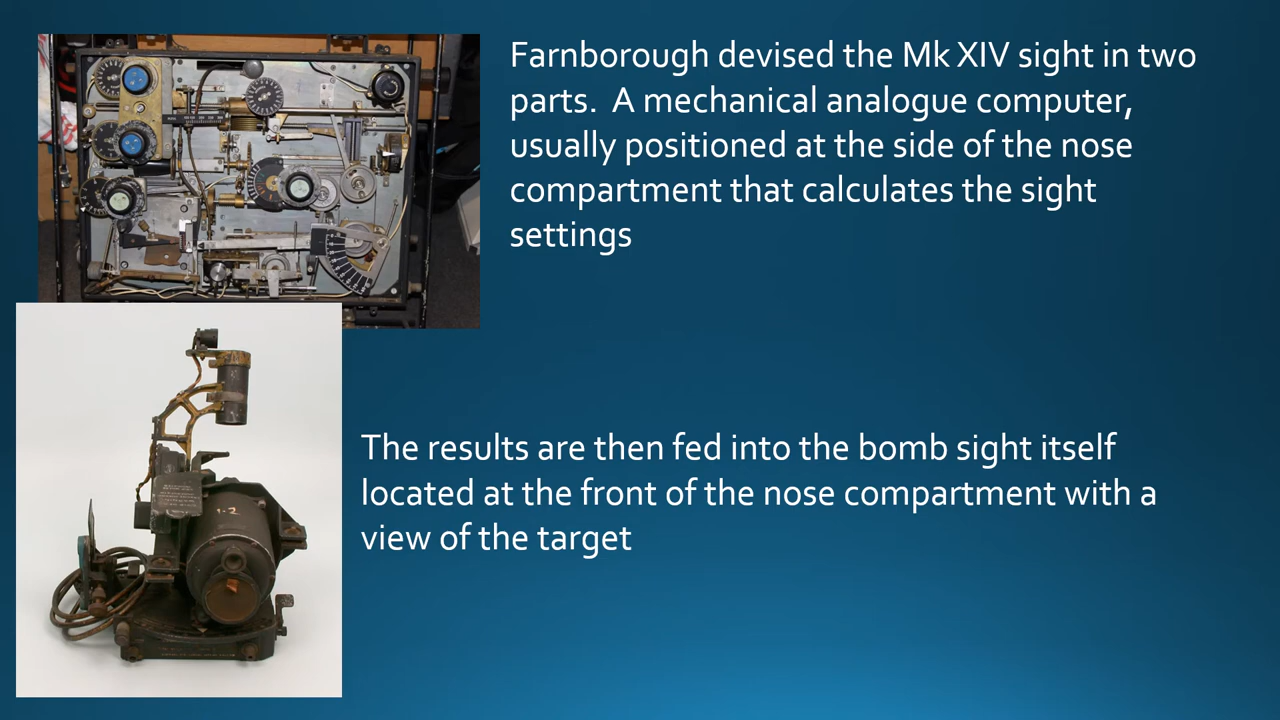 Farnborough devised the Mk XIV sight in two
parts.  A mechanical analogue computer,
usually positioned at the side of the nose
compartment that calculates the sight
settings
1-2
The results are then fed into the bomb sight itself
located at the front of the nose compartment with a
view of the target